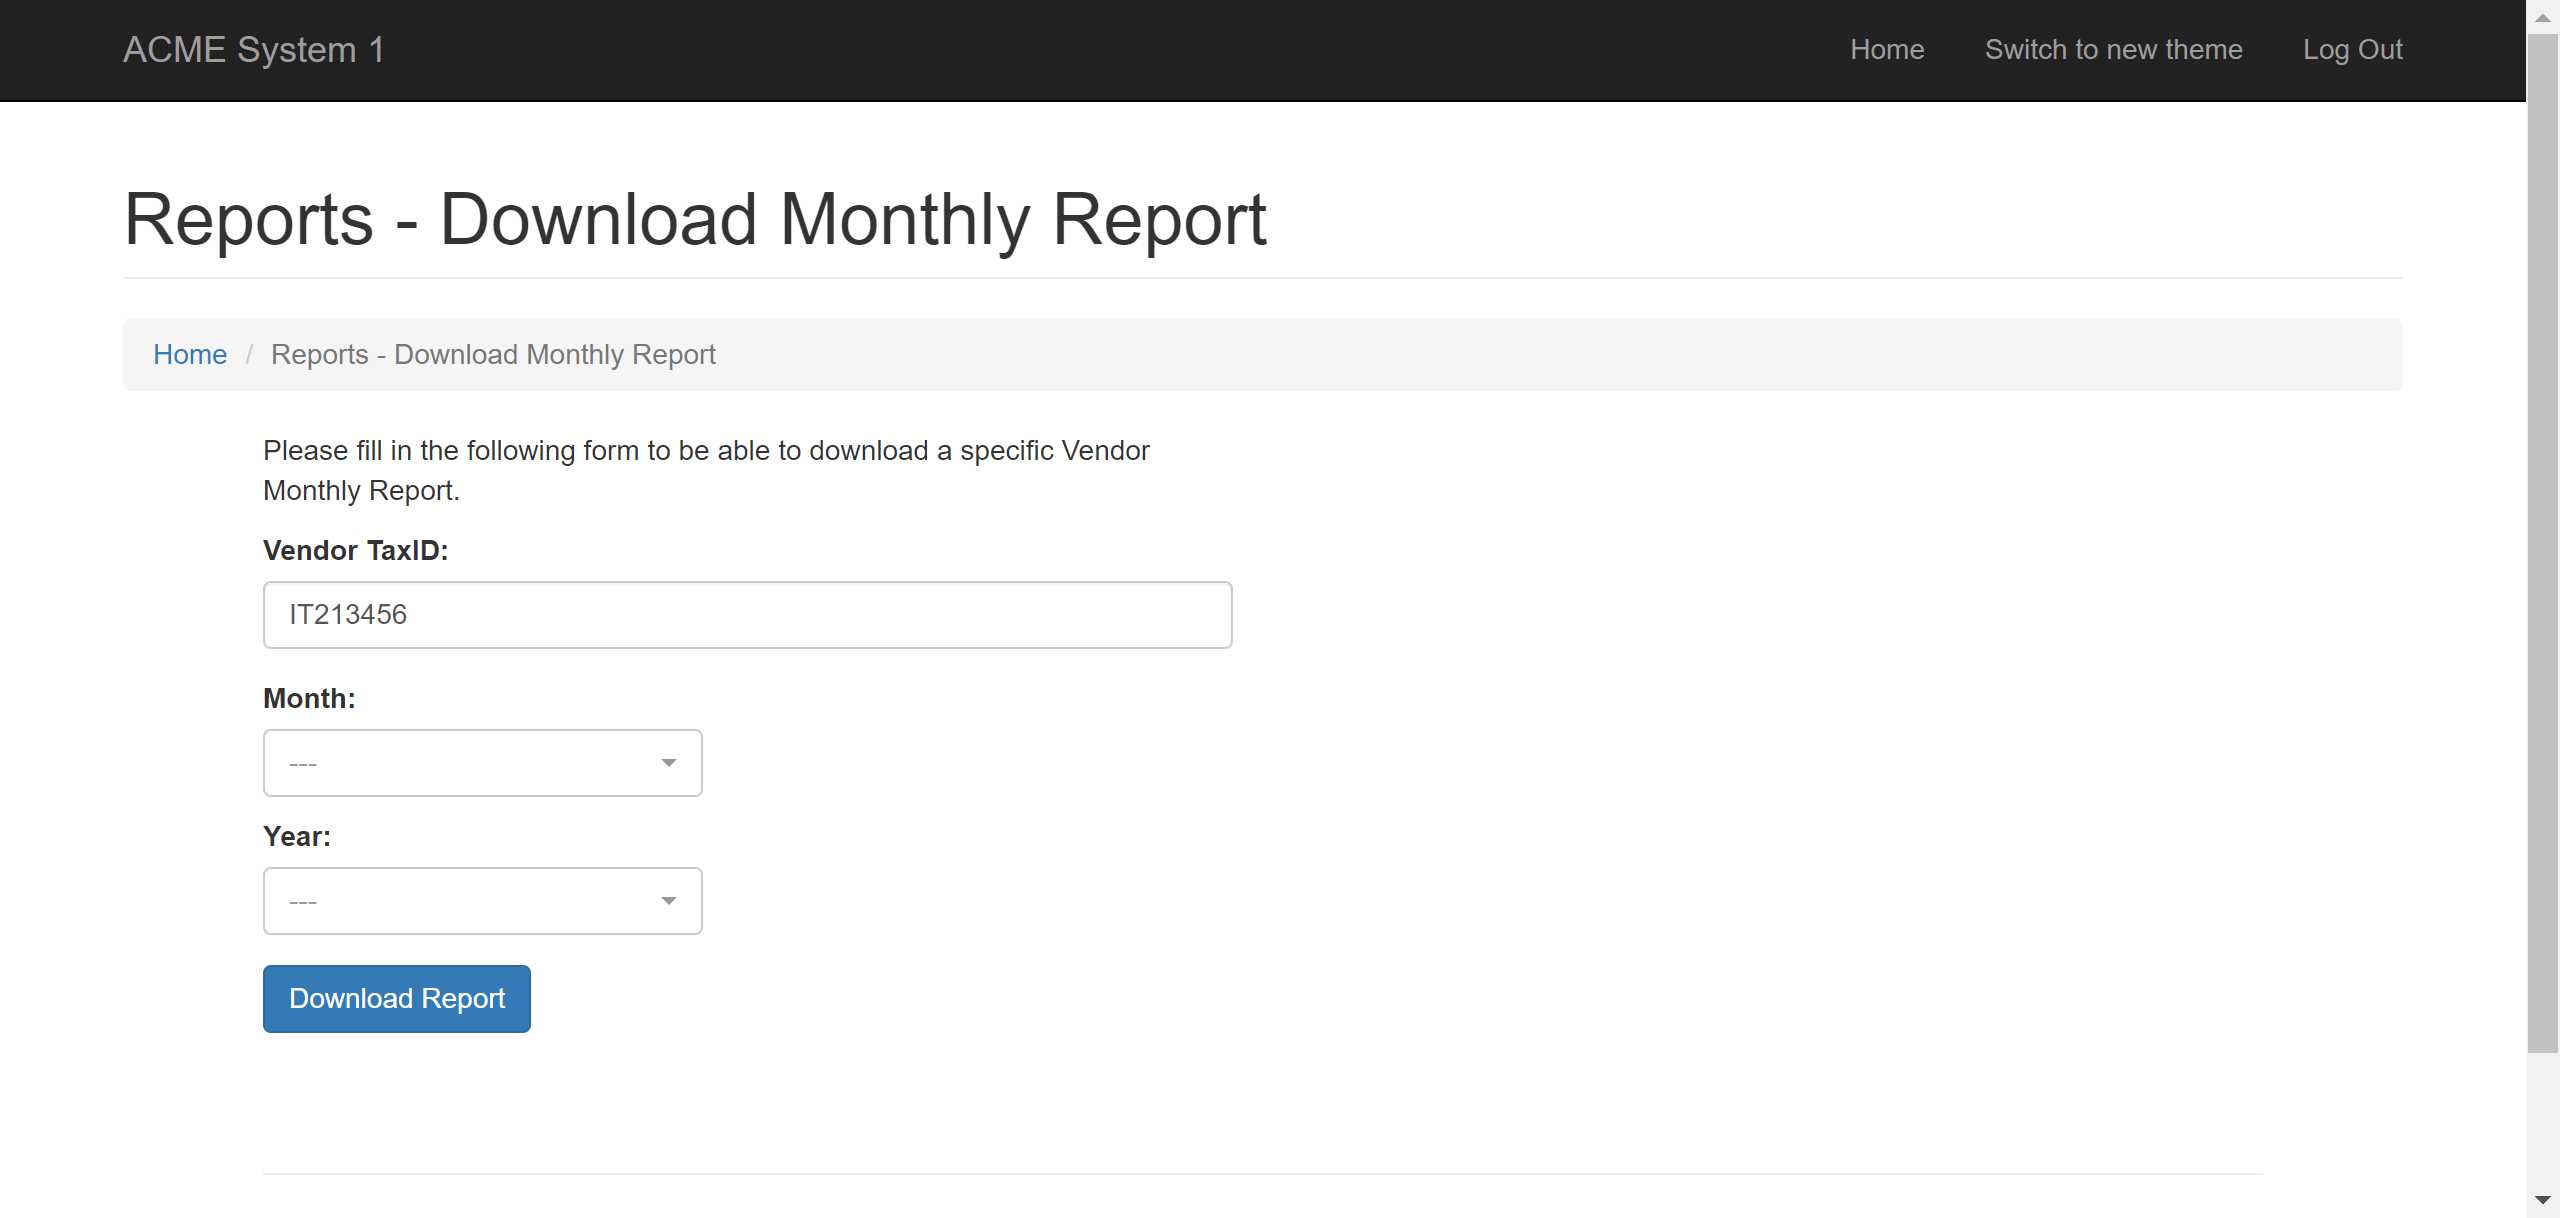 ACME System 1
Home
Switch to new theme
Log Out
Reports - Download Monthly Report
Home / Reports - Download Monthly Report
Please fill in the following form to be able to download a specific Vendor
Monthly Report.
Vendor TaxID:
IT213456
Month:
---
Year:
---
Download Report